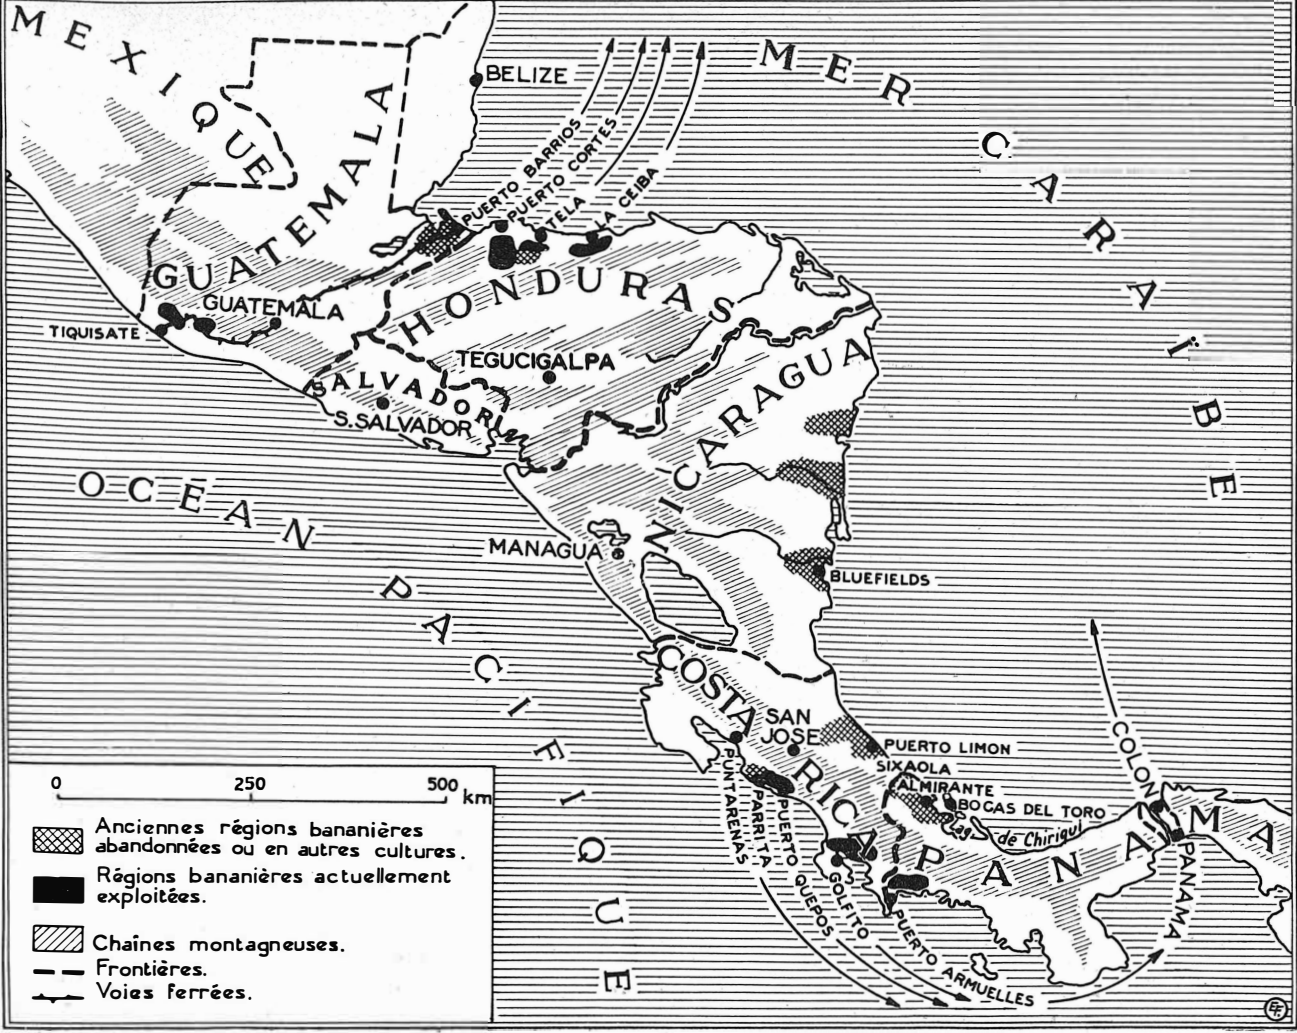 MEXIQUE
BELIZE
MER CARAÏBE
GUATEMALA
PUERTO BARRIOS
PUERTO CORTES
TELA
LA CEIBA
HONDURAS
GUATEMALA
TIQUISATE
TEGUCIGALPA
SALVADOR
S. SALVADOR
NICARAGUA
OCÉAN PACIFIQUE
MANAGUA
BLUEFIELDS
COSTA RICA
SAN
JOSE
PUERTO LIMON
SIXAOLA
ALMIRANTE
BOCAS DEL TORO
Lag. de Chiriqui
COLON
PANAMA
PANAMA
PUNTARENAS
PARRITA
PUERTO QUEPOS
GOLFITO
PUERTO ARMUELLES
0 250 500 km
Anciennes régions bananières
abandonnées ou en autres cultures.
Régions bananières actuellement
exploitées.
Chaînes montagneuses.
Frontières.
Voies ferrées.